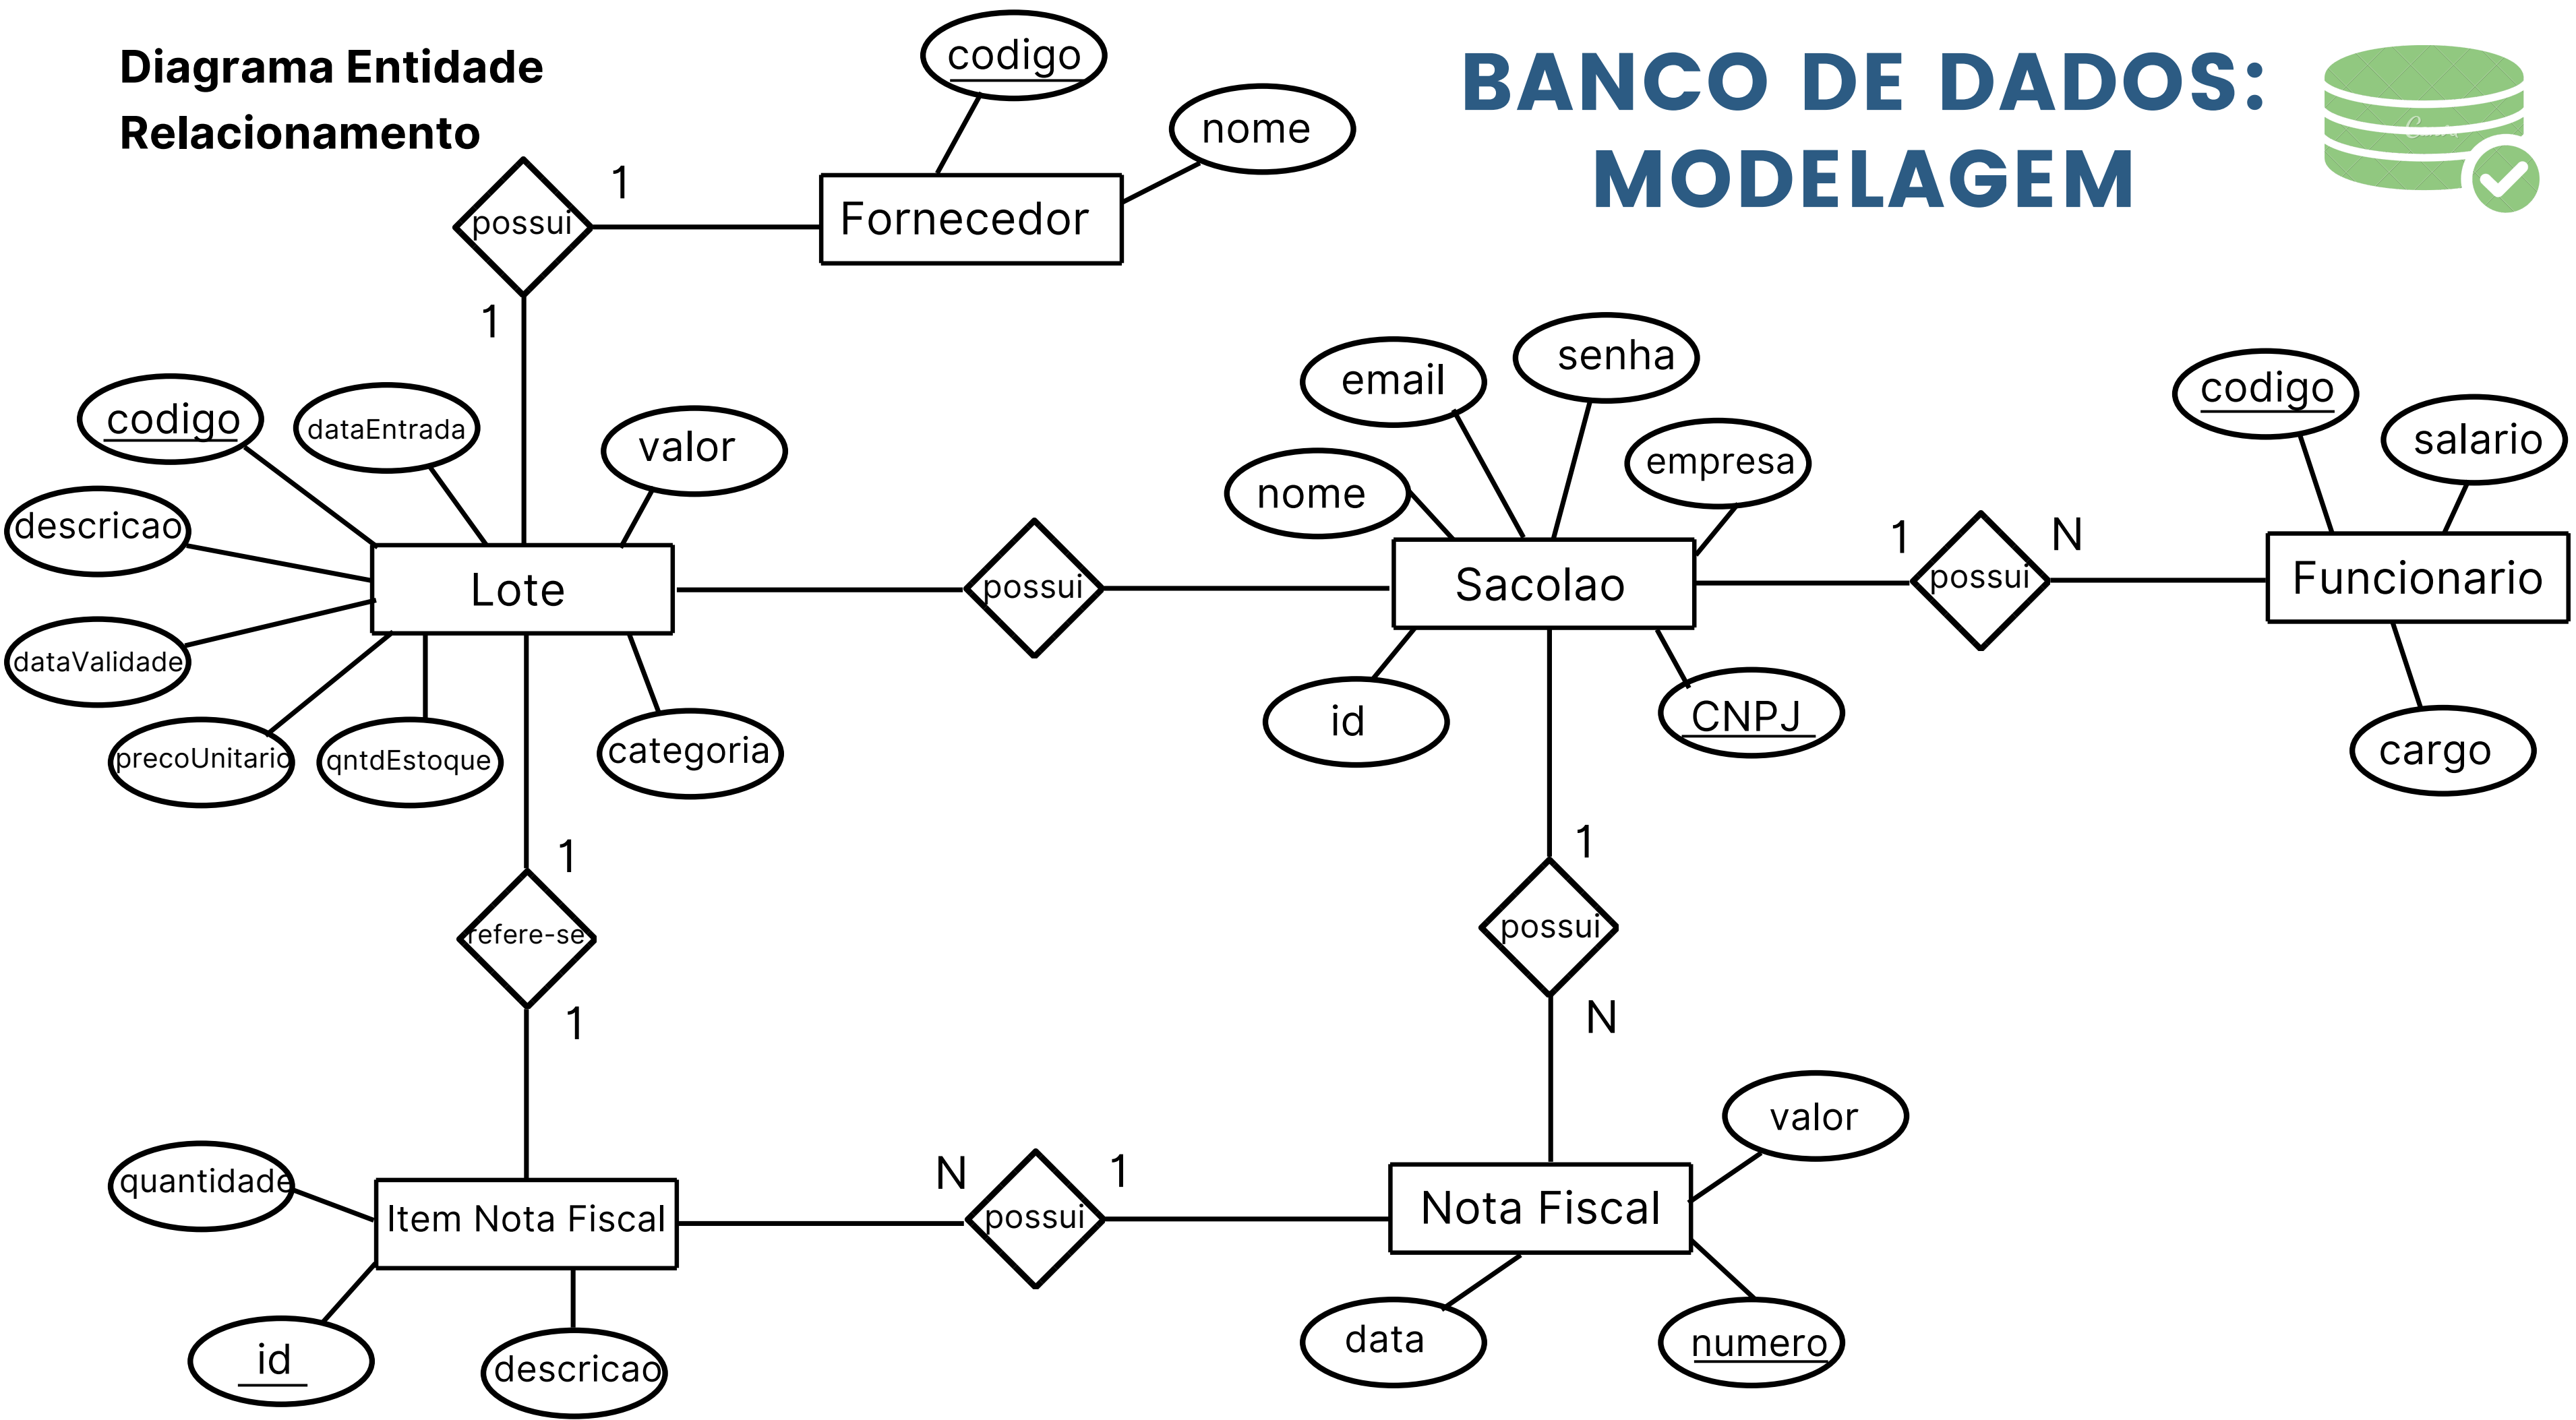 Diagrama Entidade
Relacionamento
BANCO DE DADOS:
MODELAGEM
codigo
nome
possui
1
Fornecedor
1
codigo
dataEntrada
valor
descricao
Lote
dataValidade
precoUnitario
qntdEstoque
categoria
possui
email
senha
nome
empresa
Sacolao
id
CNPJ
1
possui
N
codigo
salario
Funcionario
cargo
1
refere-se
1
1
possui
N
quantidade
Item Nota Fiscal
id
descricao
N
possui
1
Nota Fiscal
valor
data
numero
Canva